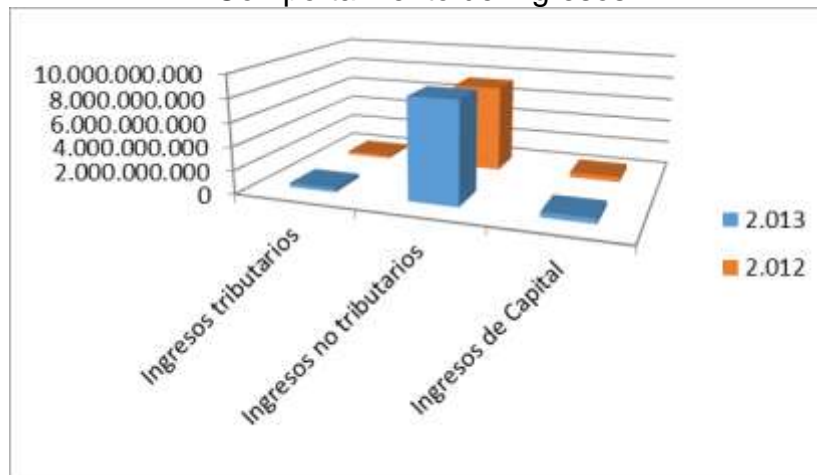 10.000.000.000
8.000.000.000
6.000.000.000
4.000.000.000
2.000.000.000
0
Ingresos tributarios
Ingresos no tributarios
Ingresos de Capital
2.013
2.012